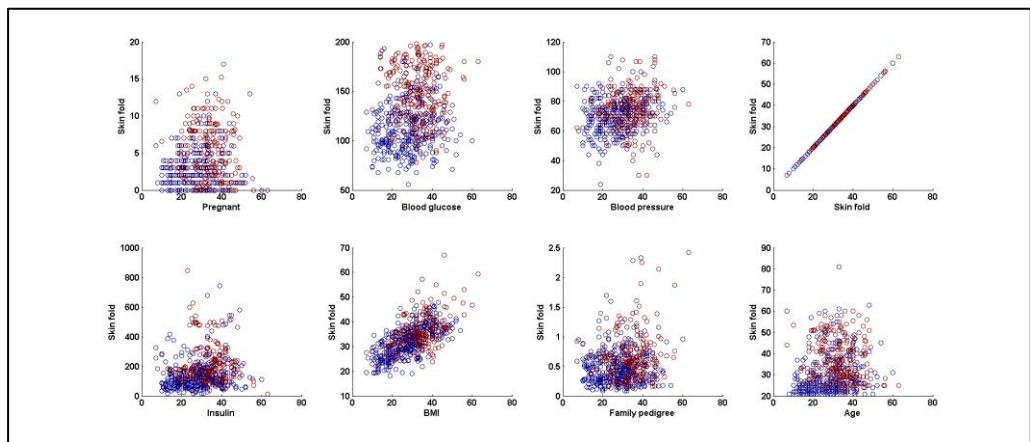 20
15
10
5
0
Skin fold
0 20 40 60 80
Pregnant
200
150
100
50
Skin fold
0 20 40 60 80
Blood glucose
120
100
80
60
40
20
Skin fold
0 20 40 60 80
Blood pressure
70
60
50
40
30
20
10
0
Skin fold
0 20 40 60 80
Skin fold
1000
800
600
400
200
0
Skin fold
0 20 40 60 80
Insulin
70
60
50
40
30
20
10
Skin fold
0 20 40 60 80
BMI
2.5
2
1.5
1
0.5
0
Skin fold
0 20 40 60 80
Family pedigree
90
80
70
60
50
40
30
20
Skin fold
0 20 40 60 80
Age